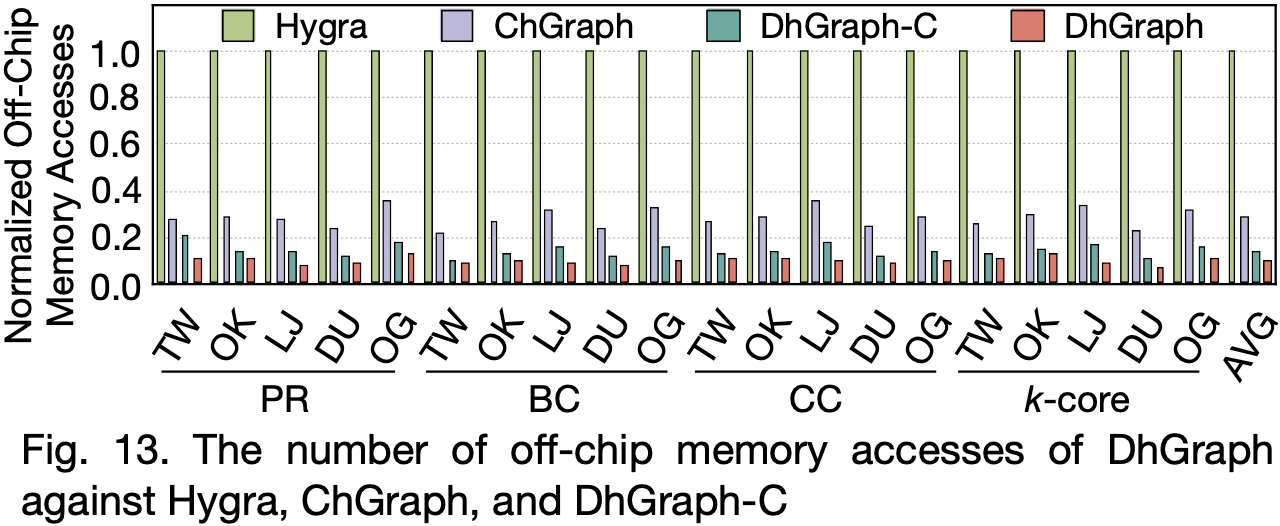 Hygra ChGraph DhGraph-C DhGraph
Normalized Off-Chip
Memory Accesses
1.0
0.8
0.6
0.4
0.2
0.0
TW OK LJ DU OG TW OK LJ DU OG TW OK LJ DU OG TW OK LJ DU OG AVG
PR BC CC k-core
Fig. 13. The number of off-chip memory accesses of DhGraph
against Hygra, ChGraph, and DhGraph-C